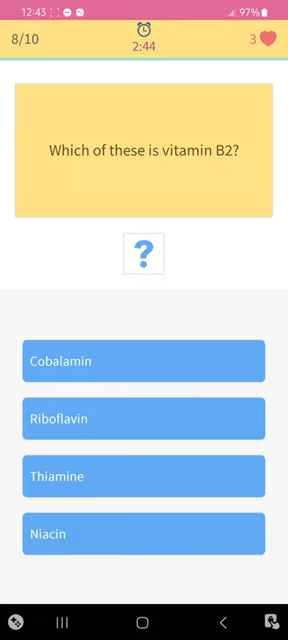 12:43 97%
8/10 2:44 3
Which of these is vitamin B2?
?
Cobalamin
Riboflavin
Thiamine
Niacin